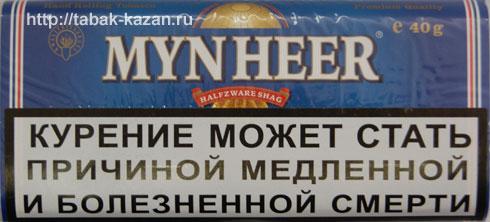 Hand Rolling Tobacco Premium Quality
http://tabak-kazan.ru
e 40g
MYNHEER®
HALFZWARE SHAG
КУРЕНИЕ МОЖЕТ СТАТЬ
ПРИЧИНОЙ МЕДЛЕННОЙ
И БОЛЕЗНЕННОЙ СМЕРТИ